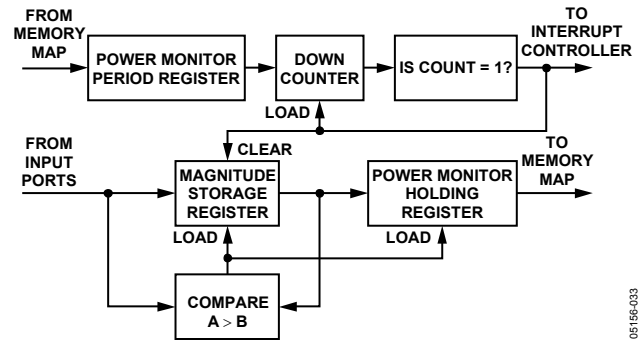 FROM
MEMORY
MAP
POWER MONITOR
PERIOD REGISTER
DOWN
COUNTER
IS COUNT = 1?
TO
INTERRUPT
CONTROLLER
LOAD
CLEAR
FROM
INPUT
PORTS
MAGNITUDE
STORAGE
REGISTER
POWER MONITOR
HOLDING
REGISTER
TO
MEMORY
MAP
LOAD
LOAD
COMPARE
A > B
05156-033